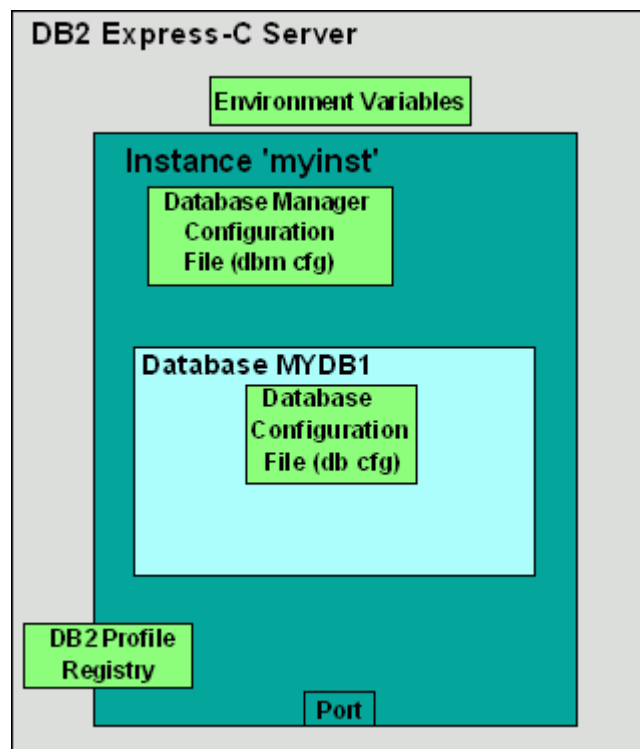 DB2 Express-C Server
Environment Variables
Instance 'myinst'
Database Manager
Configuration
File (dbm cfg)
Database MYDB1
Database
Configuration
File (db cfg)
DB2 Profile
Registry
Port